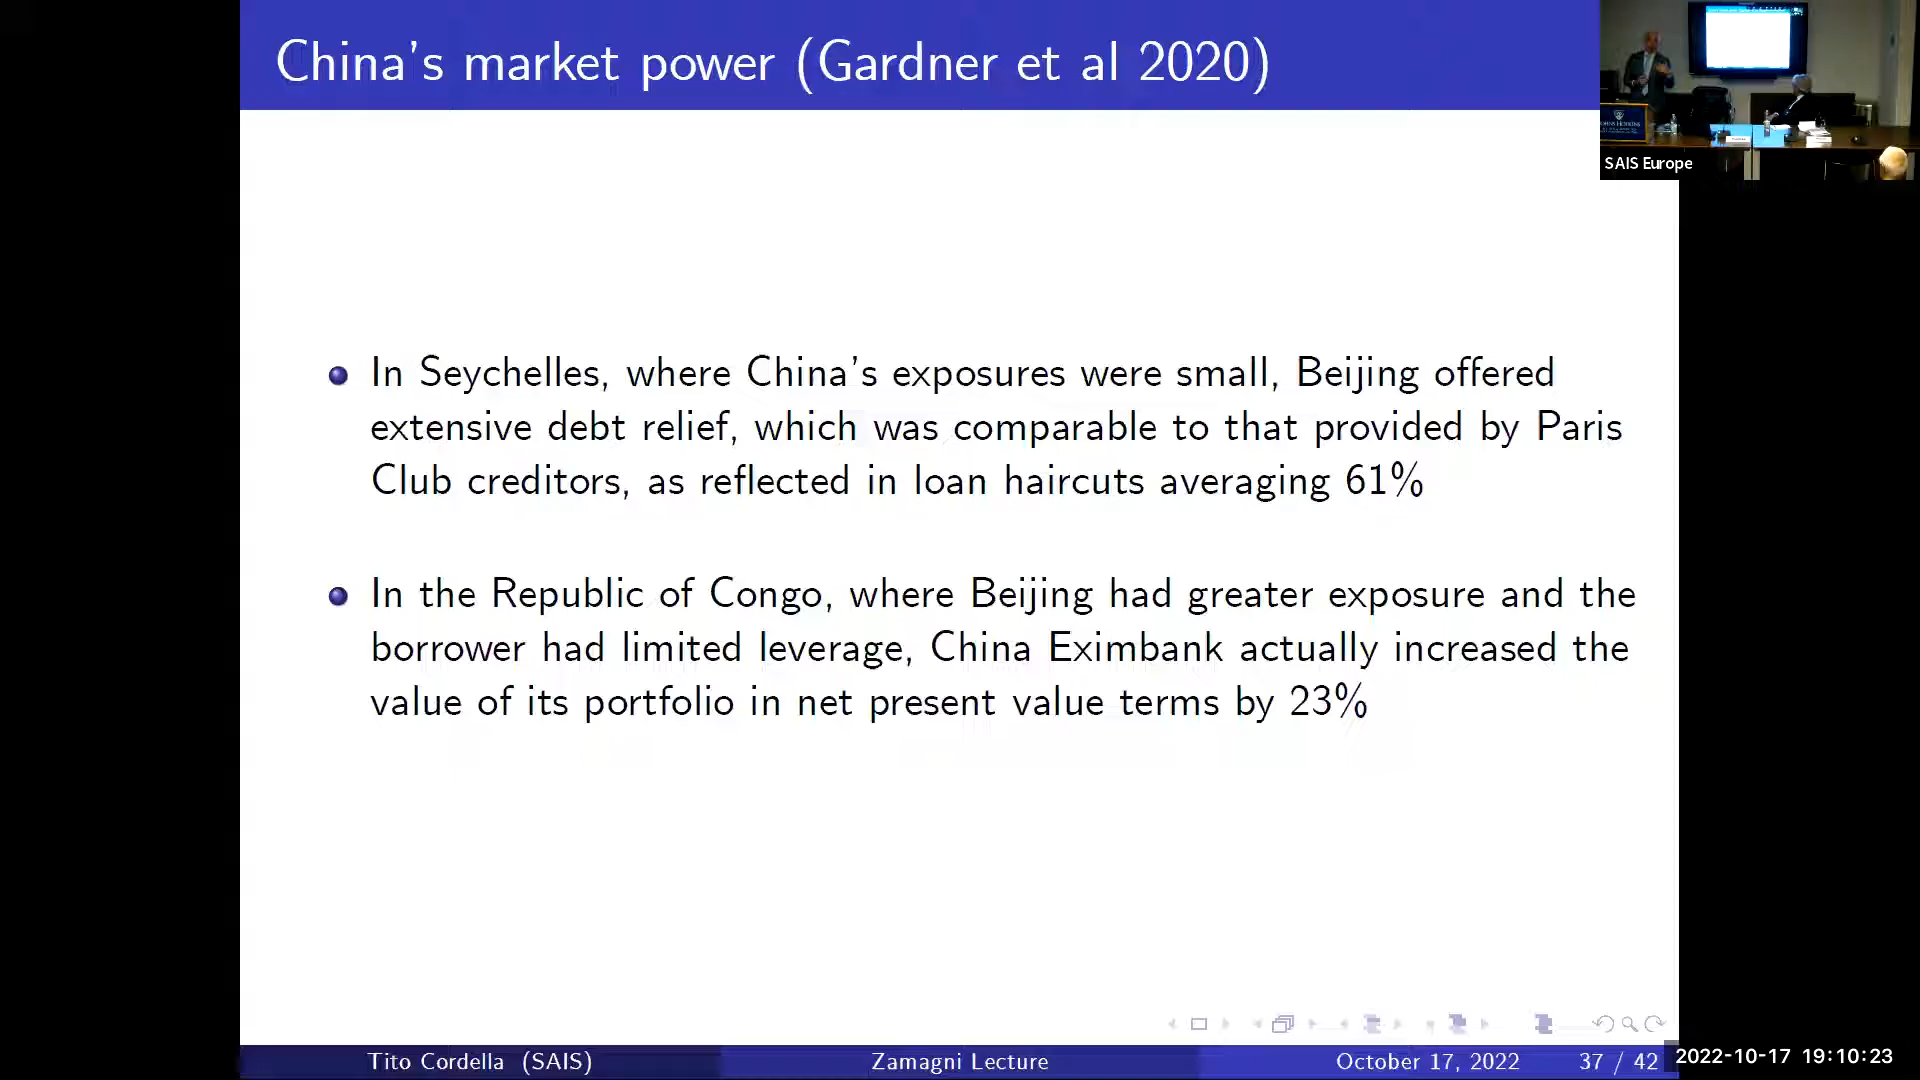 China's market power (Gardner et al 2020)
SAIS Europe
In Seychelles, where China's exposures were small, Beijing offered
extensive debt relief, which was comparable to that provided by Paris
Club creditors, as reflected in loan haircuts averaging 61%
In the Republic of Congo, where Beijing had greater exposure and the
borrower had limited leverage, China Eximbank actually increased the
value of its portfolio in net present value terms by 23%
Tito Cordella (SAIS) Zamagni Lecture October 17, 2022 37 / 42
2022-10-17 19:10:23